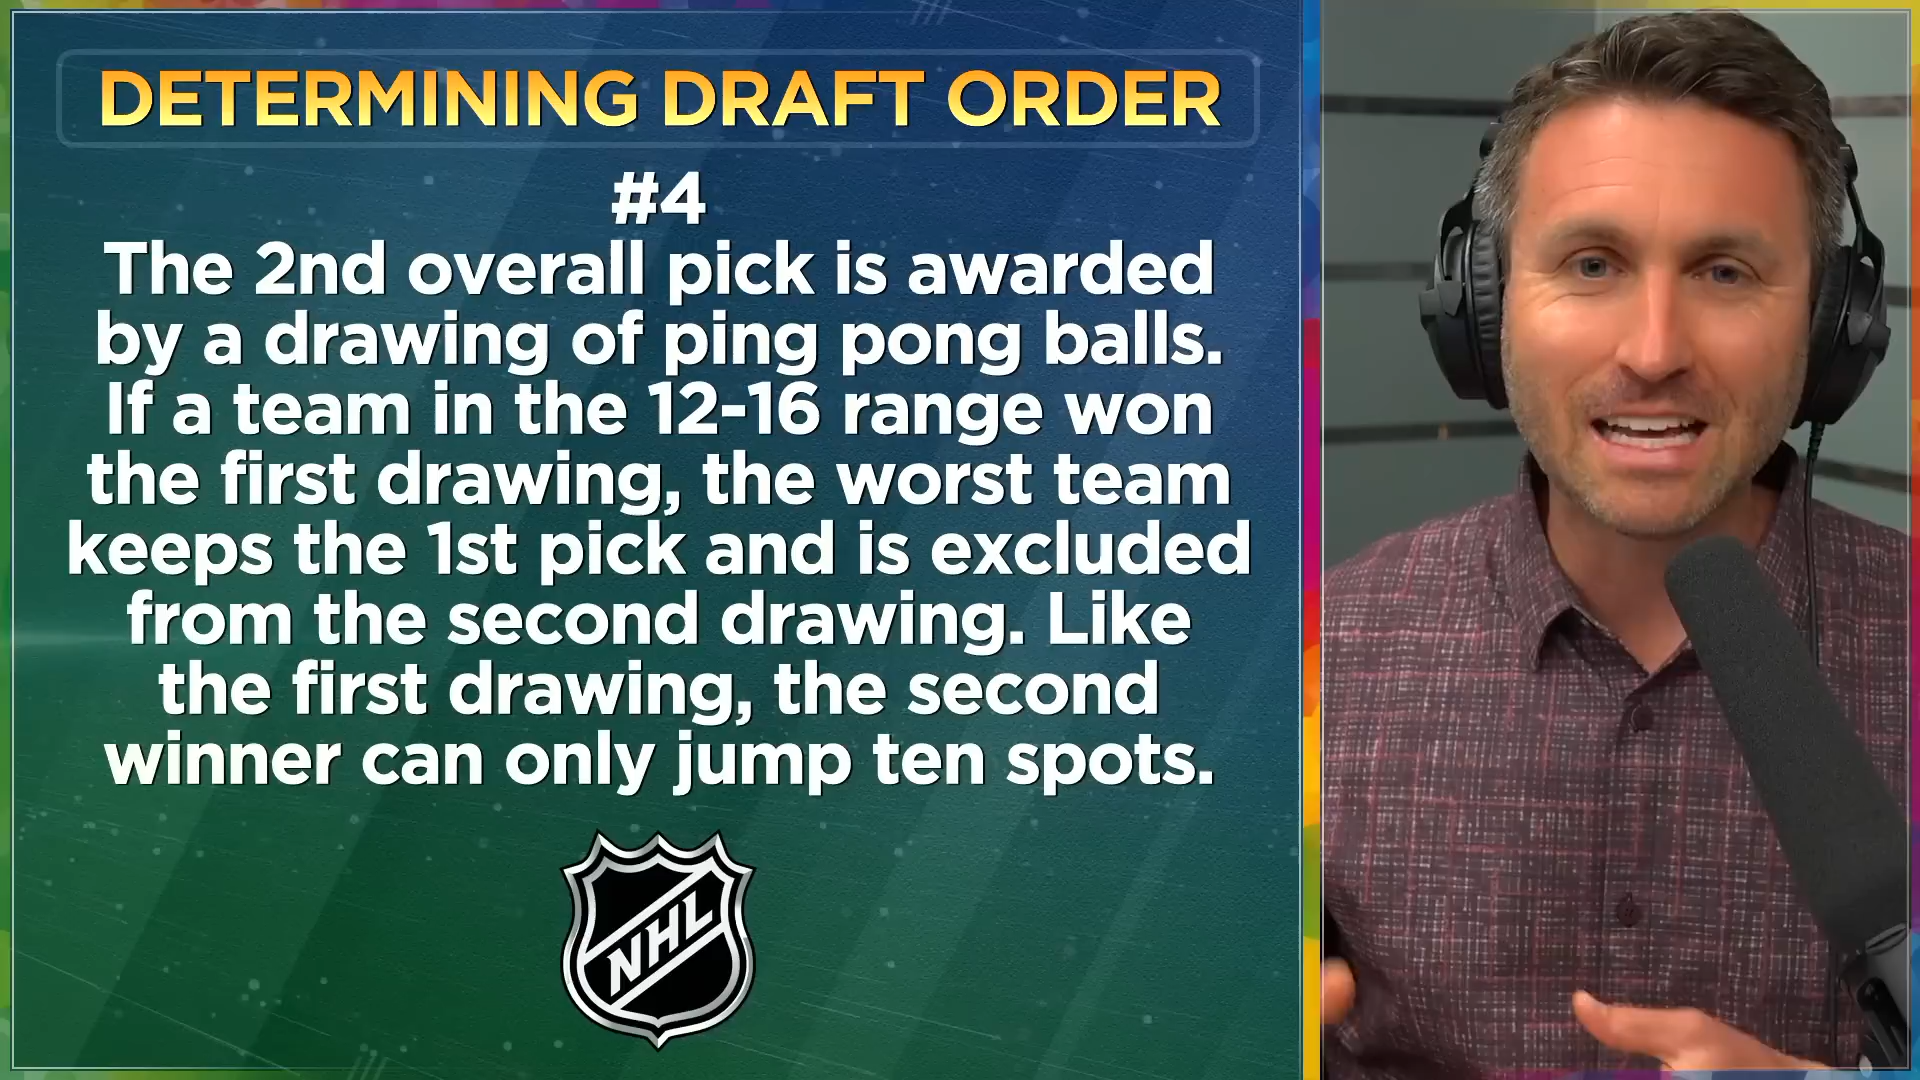 DETERMINING DRAFT ORDER
#4
The 2nd overall pick is awarded
by a drawing of ping pong balls.
If a team in the 12-16 range won
the first drawing, the worst team
keeps the 1st pick and is excluded
from the second drawing. Like
the first drawing, the second
winner can only jump ten spots.
NHL